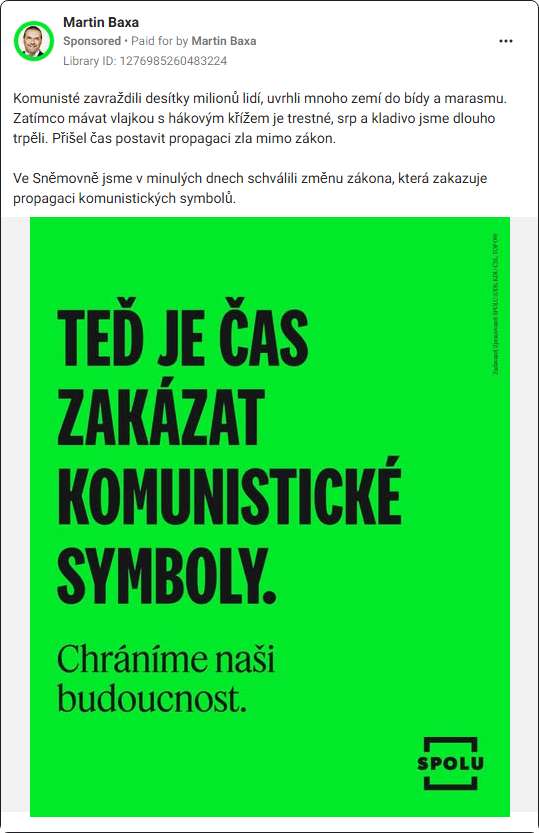 Martin Baxa
Sponsored • Paid for by Martin Baxa
Library ID: 1276985260483224
Komunisté zavraždili desítky milionů lidí, uvrhli mnoho zemí do bídy a marasmu.
Zatímco mávat vlajkou s hákovým křížem je trestné, srp a kladivo jsme dlouho
trpěli. Přišel čas postavit propagaci zla mimo zákon.
Ve Sněmovně jsme v minulých dnech schválili změnu zákona, která zakazuje
propagaci komunistických symbolů.
TEĎ JE ČAS
ZAKÁZAT
KOMUNISTICKÉ
SYMBOLY.
Chráníme naši
budoucnost.
SPOLU